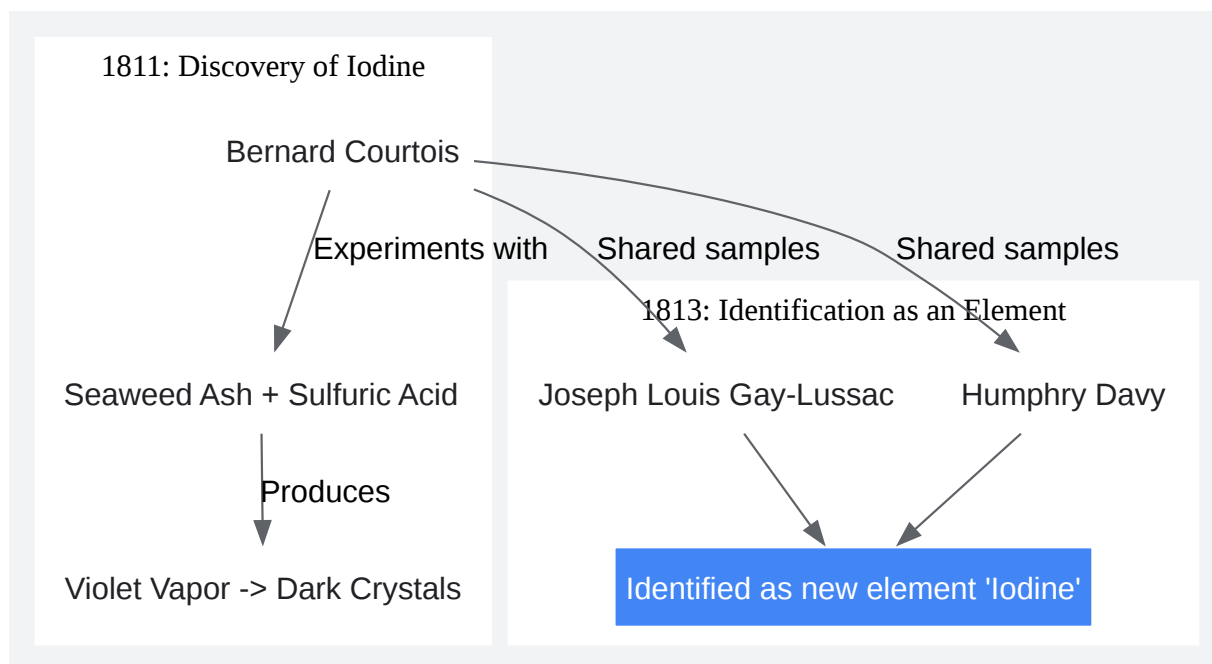 1811: Discovery of Iodine
Bernard Courtois
Experiments with
Shared samples
Shared samples
1813: Identification as an Element
Seaweed Ash + Sulfuric Acid
Joseph Louis Gay-Lussac
Humphry Davy
Produces
Violet Vapor -> Dark Crystals
Identified as new element 'Iodine'